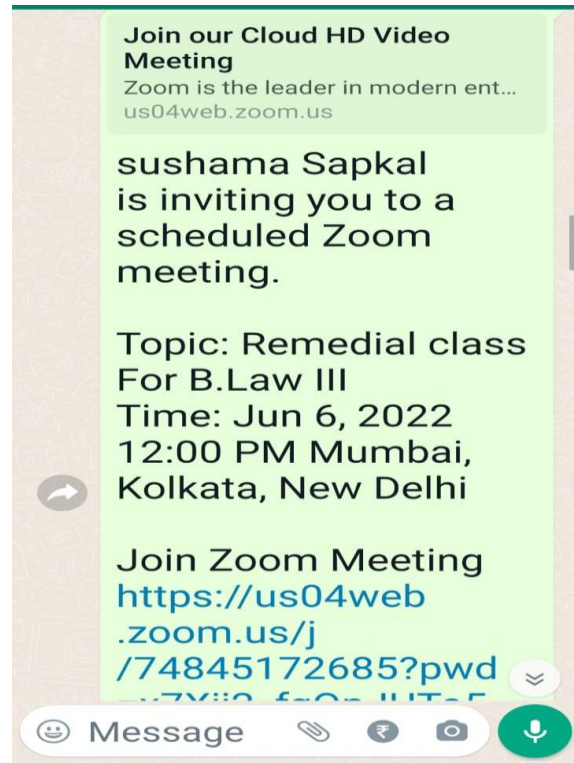 Join our Cloud HD Video
Meeting
Zoom is the leader in modern ent...
us04web.zoom.us
sushama Sapkal
is inviting you to a
scheduled Zoom
meeting.
Topic: Remedial class
For B.Law III
Time: Jun 6, 2022
12:00 PM Mumbai,
Kolkata, New Delhi
Join Zoom Meeting
https://us04web
.zoom.us/j
/74845172685?pwd
Message